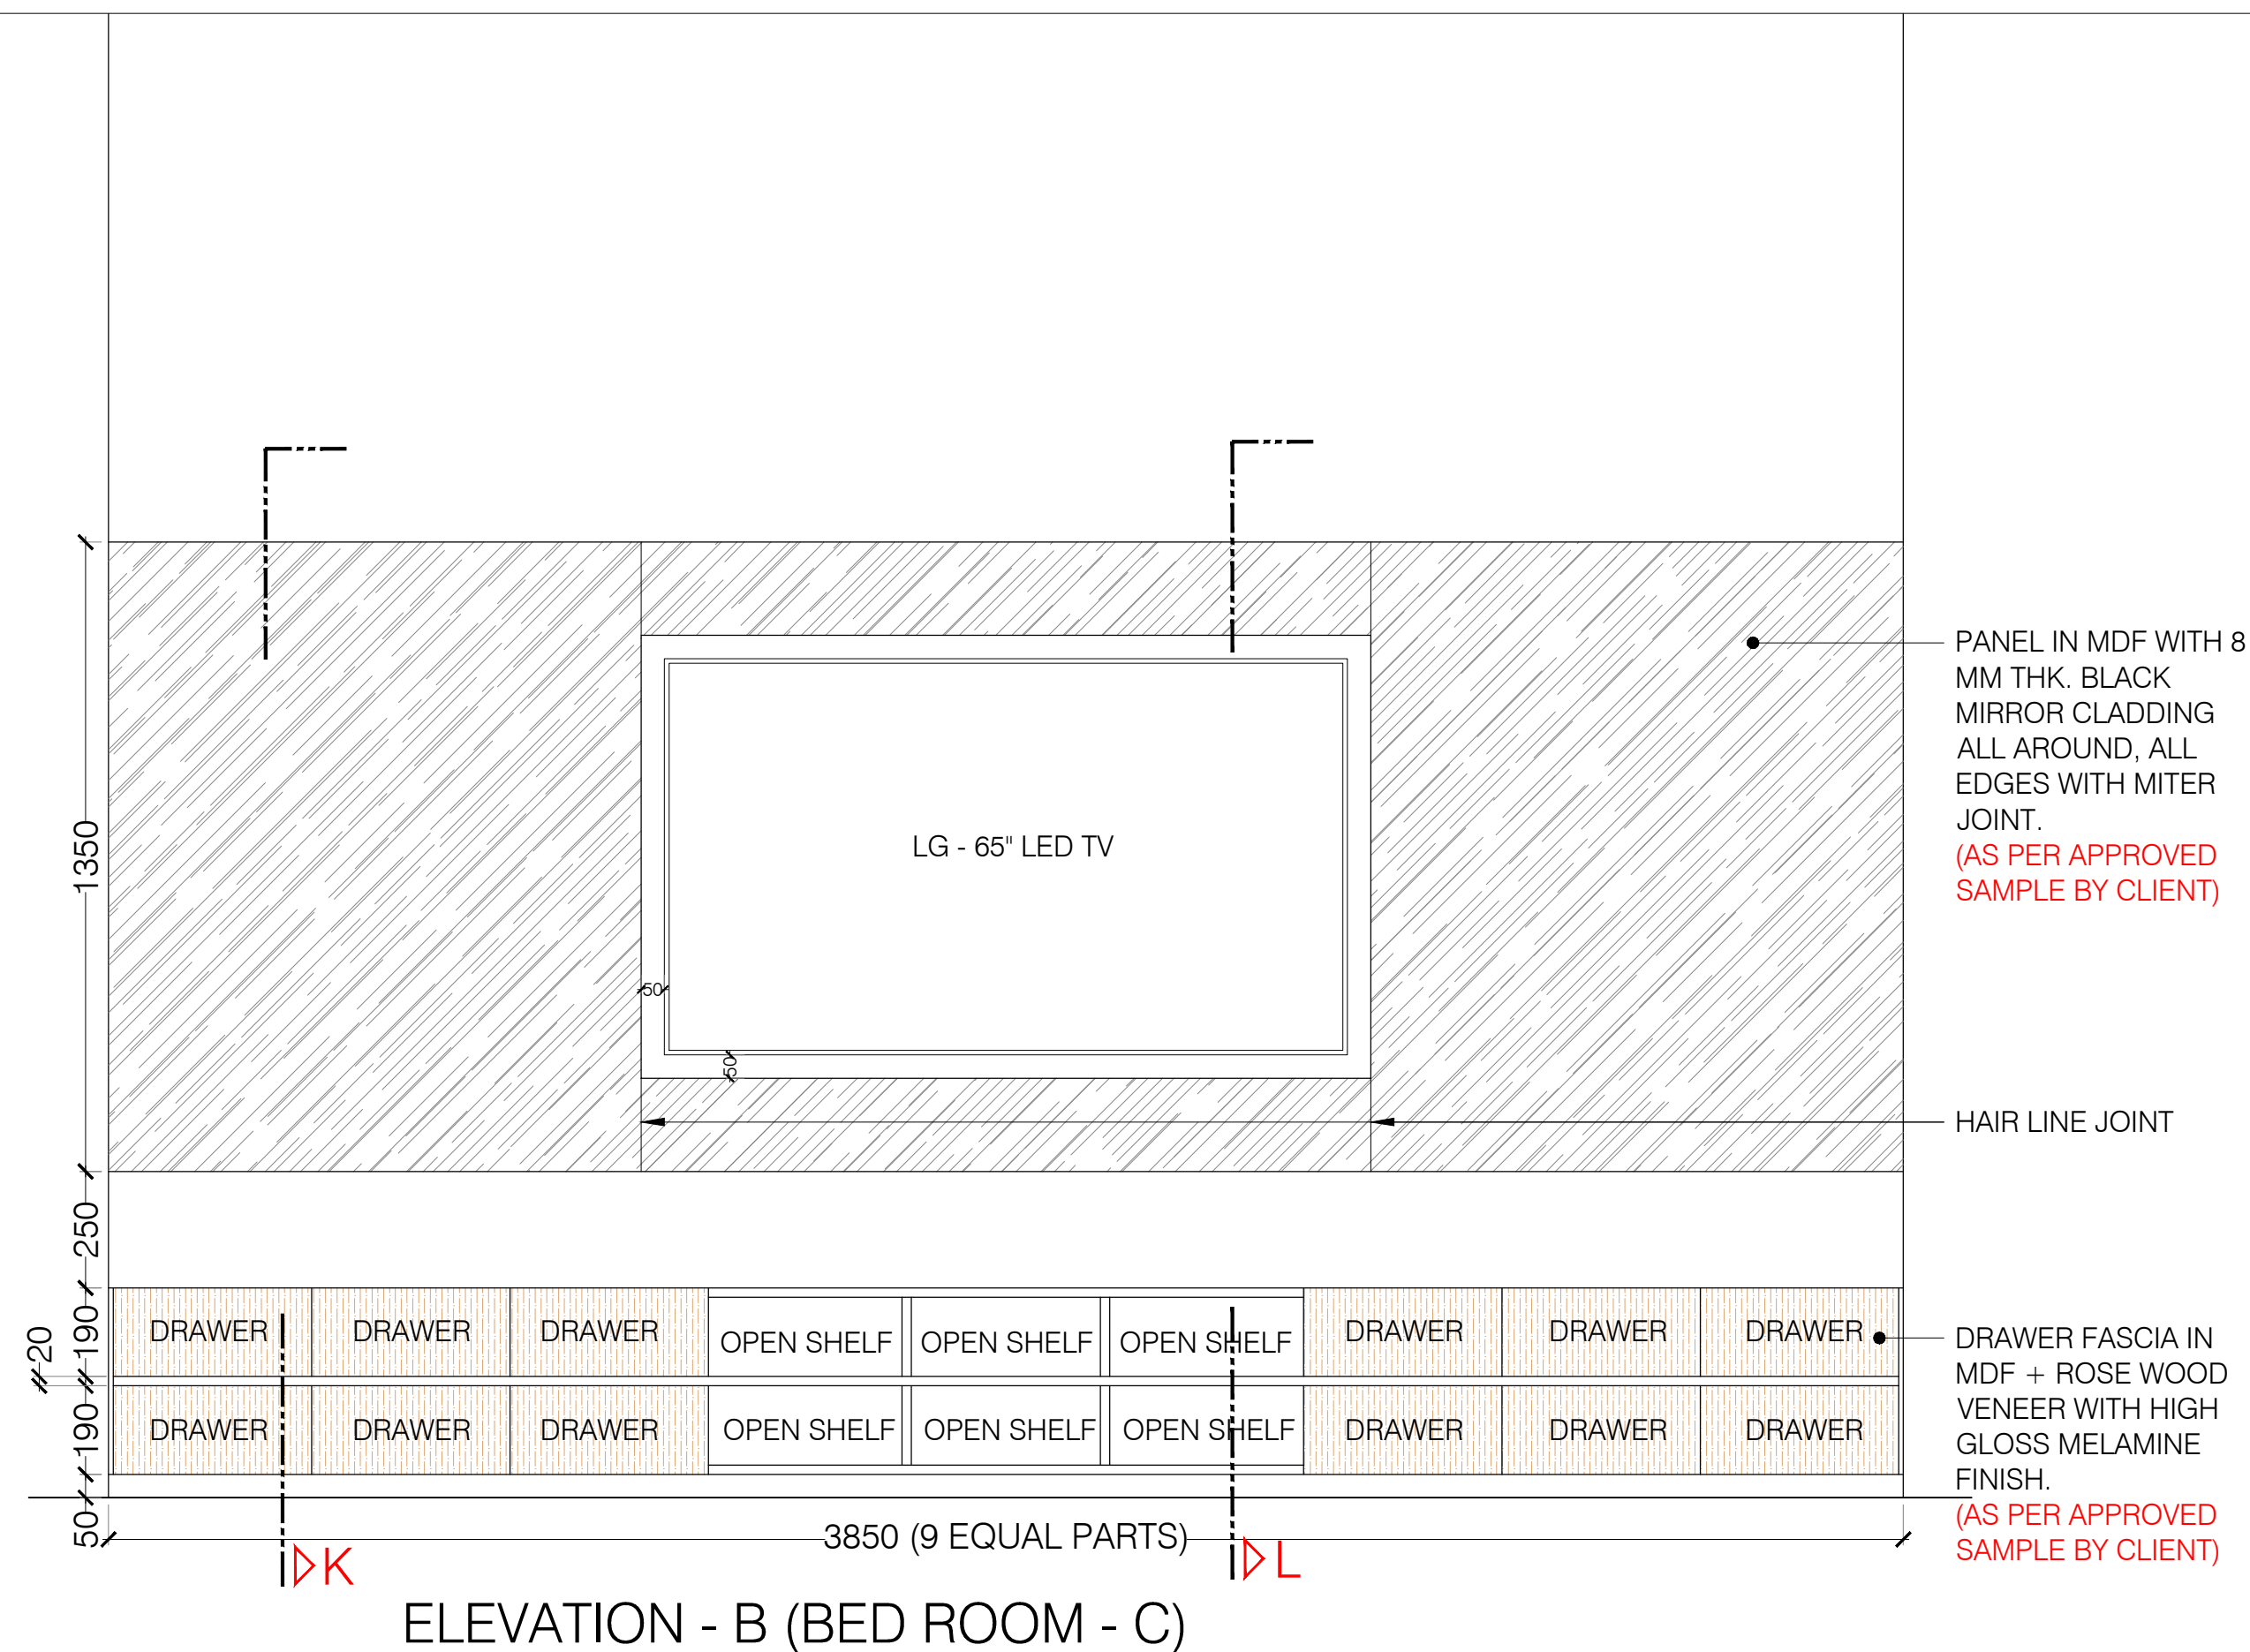 1350
250
190
20
190
50
LG - 65" LED TV
50
50
PANEL IN MDF WITH 8
MM THK. BLACK
MIRROR CLADDING
ALL AROUND, ALL
EDGES WITH MITER
JOINT.
(AS PER APPROVED
SAMPLE BY CLIENT)
HAIR LINE JOINT
DRAWER DRAWER DRAWER OPEN SHELF OPEN SHELF OPEN SHELF DRAWER DRAWER DRAWER
DRAWER DRAWER DRAWER OPEN SHELF OPEN SHELF OPEN SHELF DRAWER DRAWER DRAWER
DRAWER FASCIA IN
MDF + ROSE WOOD
VENEER WITH HIGH
GLOSS MELAMINE
FINISH.
(AS PER APPROVED
SAMPLE BY CLIENT)
3850 (9 EQUAL PARTS)
K
L
ELEVATION - B (BED ROOM - C)